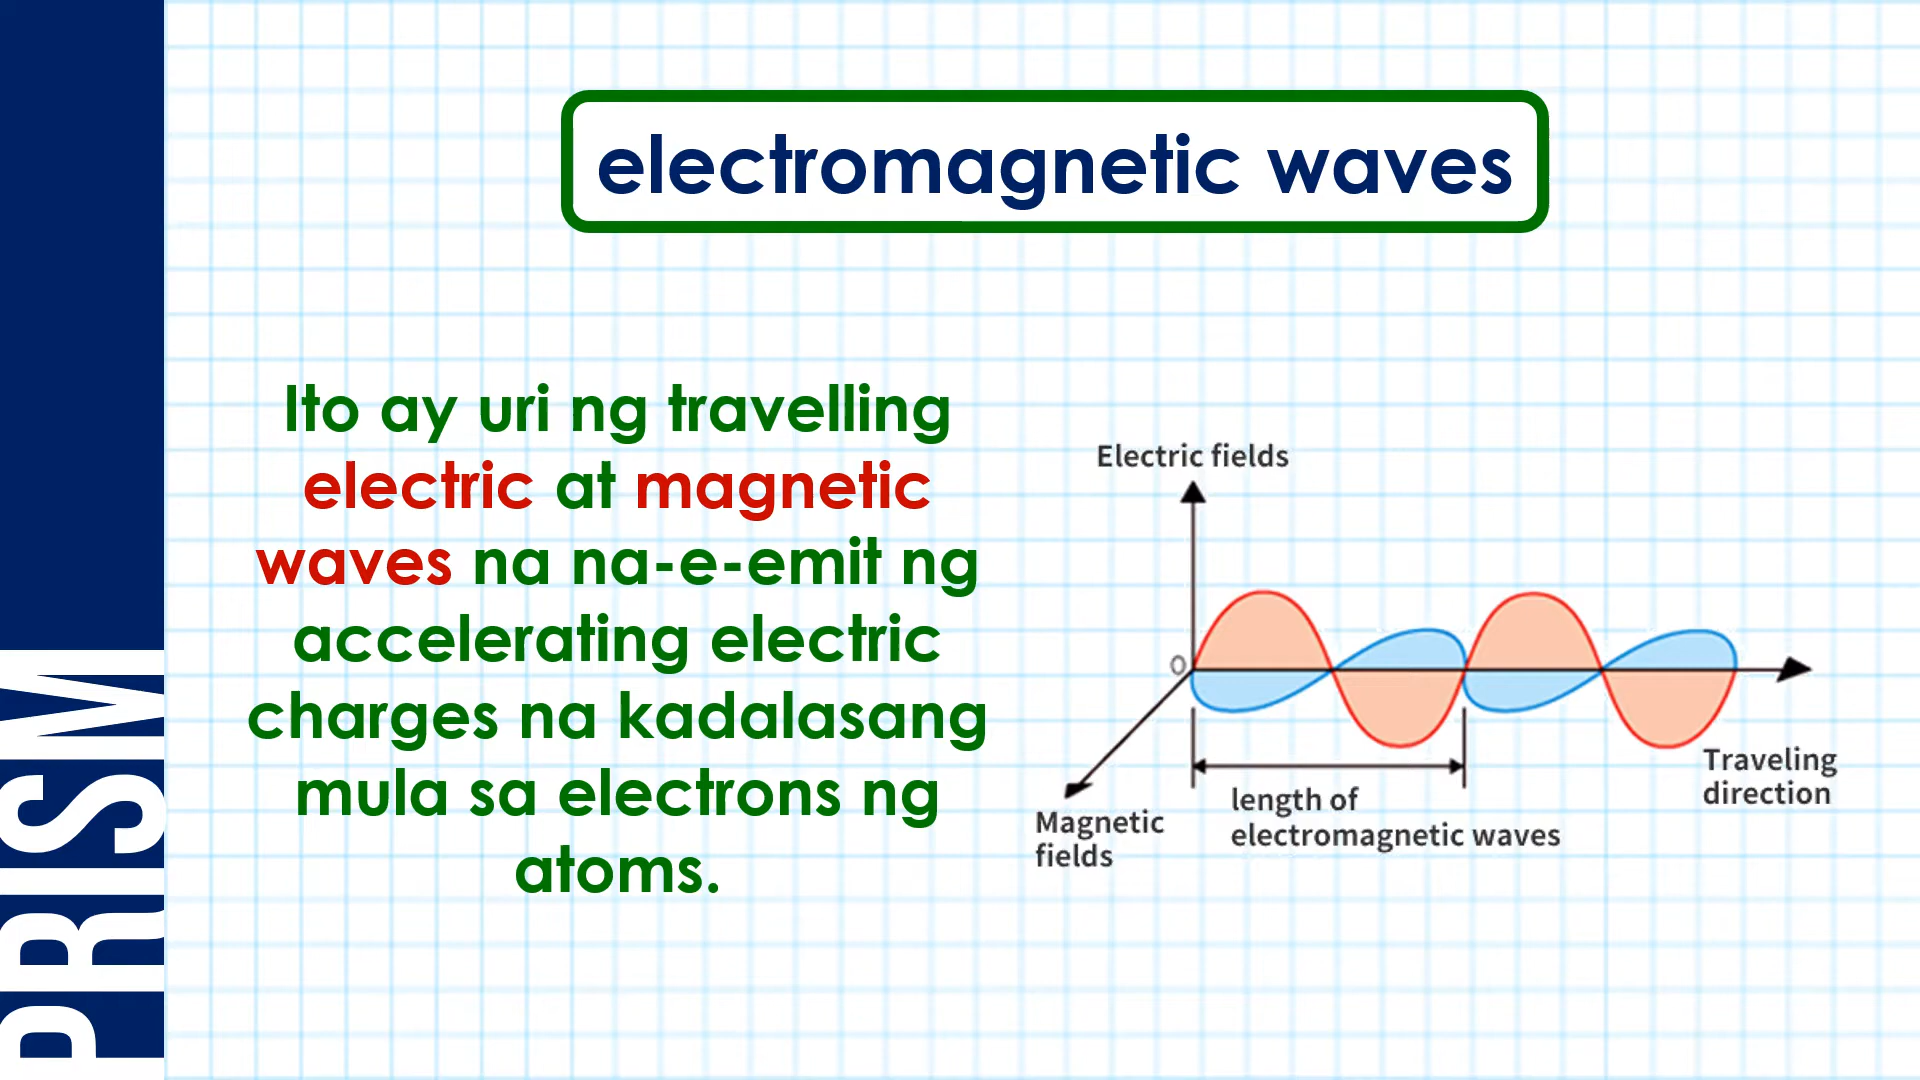 electromagnetic waves
Ito ay uri ng travelling
electric at magnetic
waves na na-e-emit ng
accelerating electric
charges na kadalasang
mula sa electrons ng
atoms.
Electric fields
O
Magnetic
fields
length of
electromagnetic waves
Traveling
direction
PRISM